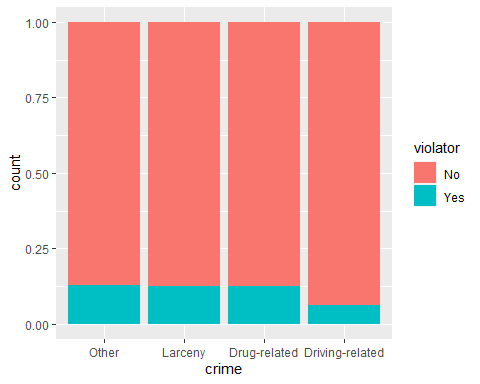 1.00
0.75
0.50
0.25
0.00
count
Other Larceny Drug-related Driving-related
crime
violator
No
Yes